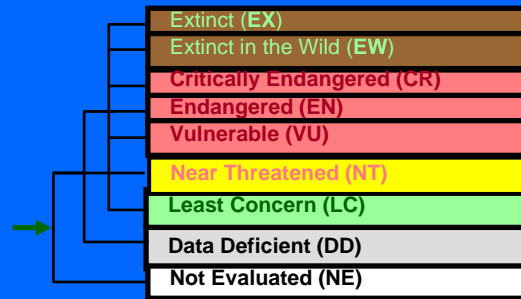 Extinct (EX)
Extinct in the Wild (EW)
Critically Endangered (CR)
Endangered (EN)
Vulnerable (VU)
Near Threatened (NT)
Least Concern (LC)
Data Deficient (DD)
Not Evaluated (NE)